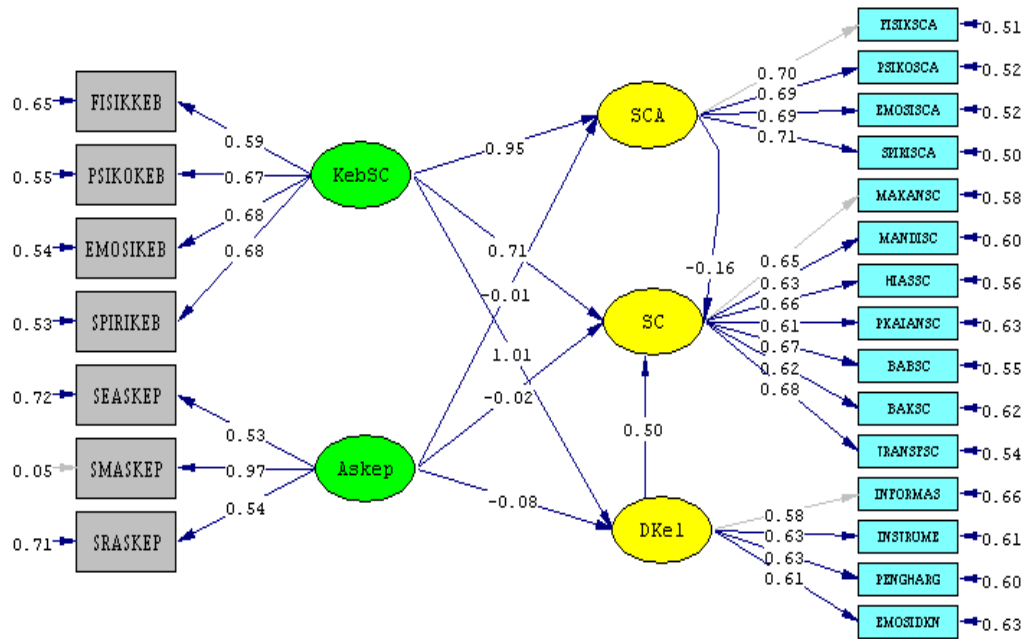 0.65 FISIKKEB
0.55 PSIKOKEB
0.54 EMOSIKEB
0.53 SPIRIKEB
0.72 SEASKEP
0.05 SMASKEP
0.71 SRASKEP
0.59
0.67
0.68
0.68
0.53
0.97
0.54
KebSC
Askep
0.95
0.71
-0.01
1.01
-0.02
-0.08
SCA
SC
DKel
-0.16
0.50
0.70
0.69
0.69
0.71
0.65
0.63
0.66
0.61
0.67
0.62
0.68
0.58
0.63
0.63
0.61
FISIKSCA 0.51
PSIKOSCA 0.52
EMOSISCA 0.52
SPIRISCA 0.50
MAKANSC 0.58
MANDISC 0.60
HIASSC 0.56
PKAIANSC 0.63
BABSC 0.55
BAKSC 0.62
TRANSFSC 0.54
INFORMAS 0.66
INSTRUME 0.61
PENGHARG 0.60
EMOSIDKN 0.63